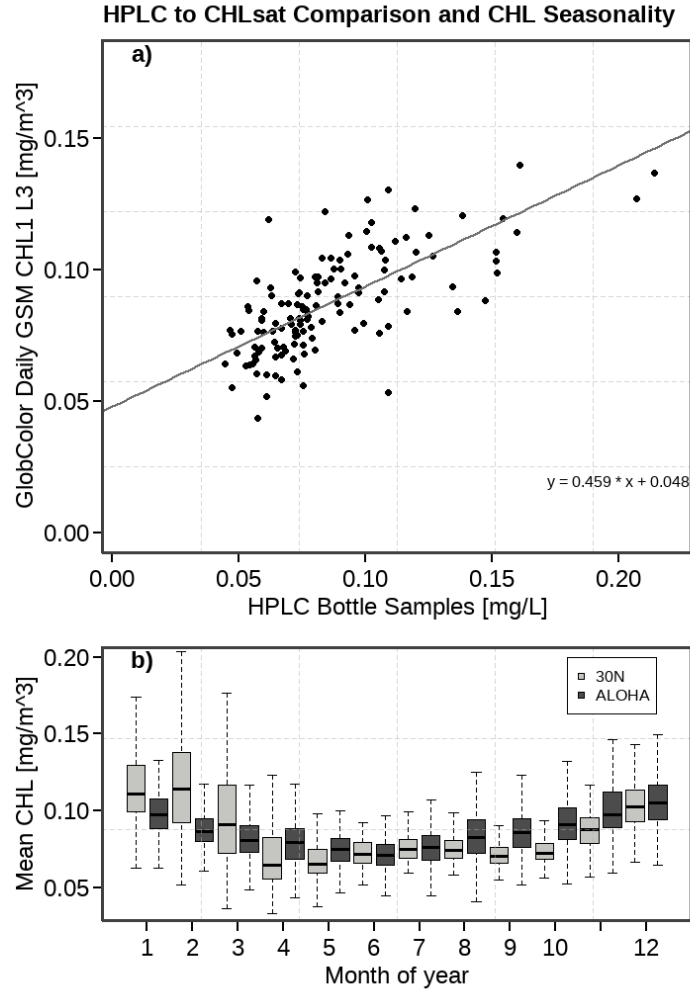 HPLC to CHLsat Comparison and CHL Seasonality
a)
GlobColor Daily GSM CHL1 L3 [mg/m^3]
0.15
0.10
0.05
0.00
y = 0.459 * x + 0.048
0.00 0.05 0.10 0.15 0.20
HPLC Bottle Samples [mg/L]
b)
Mean CHL [mg/m^3]
0.20
0.15
0.10
0.05
30N
ALOHA
1 2 3 4 5 6 7 8 9 10 12
Month of year